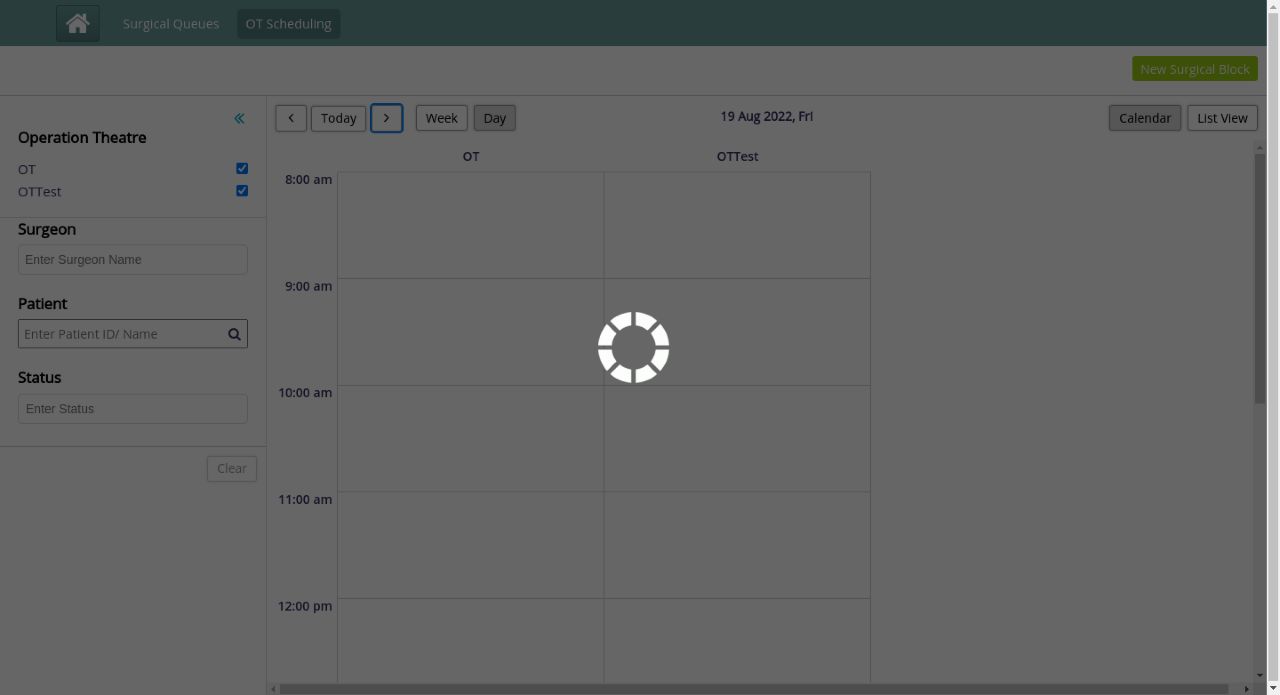 Surgical Queues
OT Scheduling
New Surgical Block
Operation Theatre
OT
OTTest
Surgeon
Enter Surgeon Name
Patient
Enter Patient ID/ Name
Status
Enter Status
Clear
Today
Week
Day
19 Aug 2022, Fri
Calendar
List View
OT
OTTest
8:00 am
9:00 am
10:00 am
11:00 am
12:00 pm